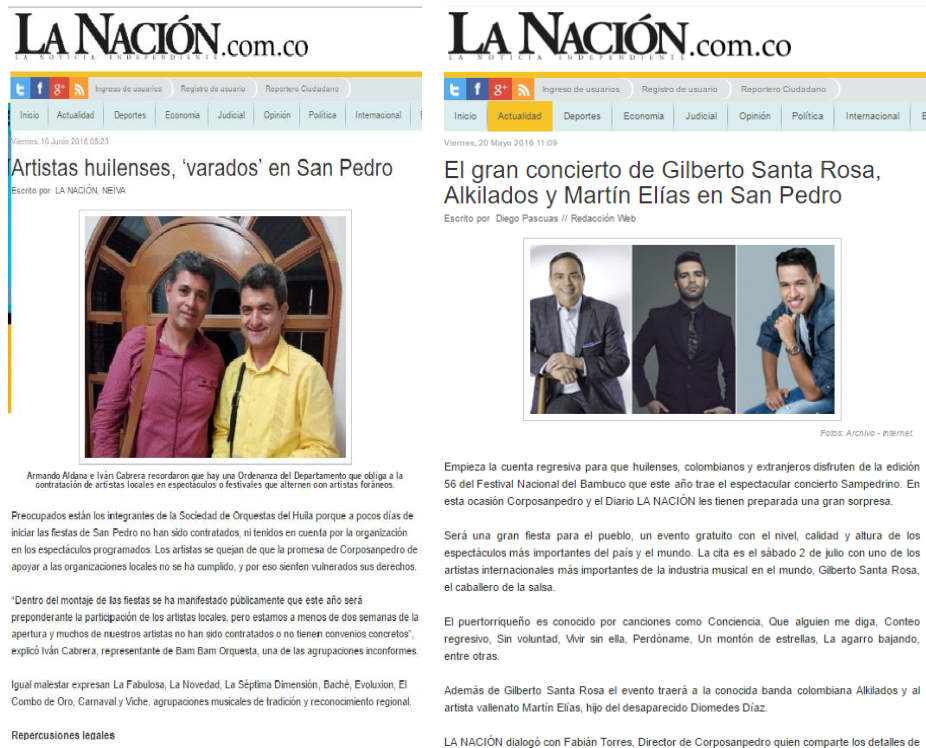 LA NACIÓN.com.co
LA NOTICIA INDEPENDIENTE
Ingreso de usuarios
Registro de usuario
Reportero Ciudadano
Inicio
Actualidad
Deportes
Economia
Judicial
Opinión
Política
Internacional
Viernes, 10 Junio 2016 05:23
Artistas huilenses, ‘varados’ en San Pedro
Escrito por LA NACIÓN, NEIVA
Armando Aldana e Iván Cabrera recordaron que hay una Ordenanza del Departamento que obliga a la
contratación de artistas locales en espectáculos o festivales que alternen con artistas foráneos.
Preocupados están los integrantes de la Sociedad de Orquestas del Huila porque a pocos días de
iniciar las fiestas de San Pedro no han sido contratados, ni tenidos en cuenta por la organización
en los espectáculos programados. Los artistas se quejan de que la promesa de Corposanpedro de
apoyar a las organizaciones locales no se ha cumplido, y por eso sienten vulnerados sus derechos.
“Dentro del montaje de las fiestas se ha manifestado públicamente que este año será
preponderante la participación de los artistas locales, pero estamos a menos de dos semanas de la
apertura y muchos de nuestros artistas no han sido contratados o no tienen convenios concretos”,
explicó Iván Cabrera, representante de Bam Bam Orquesta, una de las agrupaciones inconformes.
Igual malestar expresan La Fabulosa, La Novedad, La Séptima Dimensión, Baché, Evoluxíon, El
Combo de Oro, Carnaval y Viche, agrupaciones musicales de tradición y reconocimiento regional.
Repercusiones legales
LA NACIÓN.com.co
LA NOTICIA INDEPENDIENTE
Ingreso de usuarios
Registro de usuario
Reportero Ciudadano
Inicio
Actualidad
Deportes
Economia
Judicial
Opinión
Política
Internacional
Viernes, 20 Mayo 2016 11:09
El gran concierto de Gilberto Santa Rosa,
Alkilados y Martín Elías en San Pedro
Escrito por Diego Pascuas // Redacción Web
Fotos: Archivo - Internet.
Empieza la cuenta regresiva para que huilenses, colombianos y extranjeros disfruten de la edición
56 del Festival Nacional del Bambuco que este año trae el espectacular concierto Sampedrino. En
esta ocasión Corposanpedro y el Diario LA NACIÓN les tienen preparada una gran sorpresa.
Será una gran fiesta para el pueblo, un evento gratuito con el nivel, calidad y altura de los
espectáculos más importantes del país y el mundo. La cita es el sábado 2 de julio con uno de los
artistas internacionales más importantes de la industria musical en el mundo, Gilberto Santa Rosa,
el caballero de la salsa.
El puertorriqueño es conocido por canciones como Conciencia, Que alguien me diga, Conteo
regresivo, Sin voluntad, Vivir sin ella, Perdóname, Un montón de estrellas, La agarro bajando,
entre otras.
Además de Gilberto Santa Rosa el evento traerá a la conocida banda colombiana Alkilados y al
artista vallenato Martín Elías, hijo del desaparecido Diomedes Díaz.
LA NACIÓN dialogó con Fabián Torres, Director de Corposanpedro quien comparte los detalles de